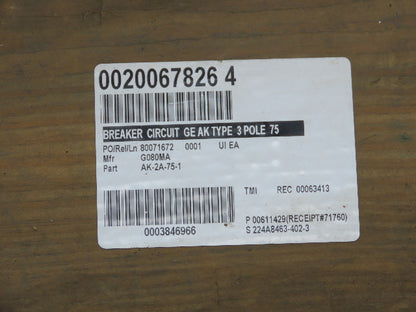 0020067826 4
BREAKER CIRCUIT GE AK TYPE 3 POLE 75
PO/Rel/Ln 80071672 0001 UI EA
Mfr G080MA
Part AK-2A-75-1
TMI REC 00063413
0003846966
P 00611429(RECEIPT#71760)
S 224A8463-402-3